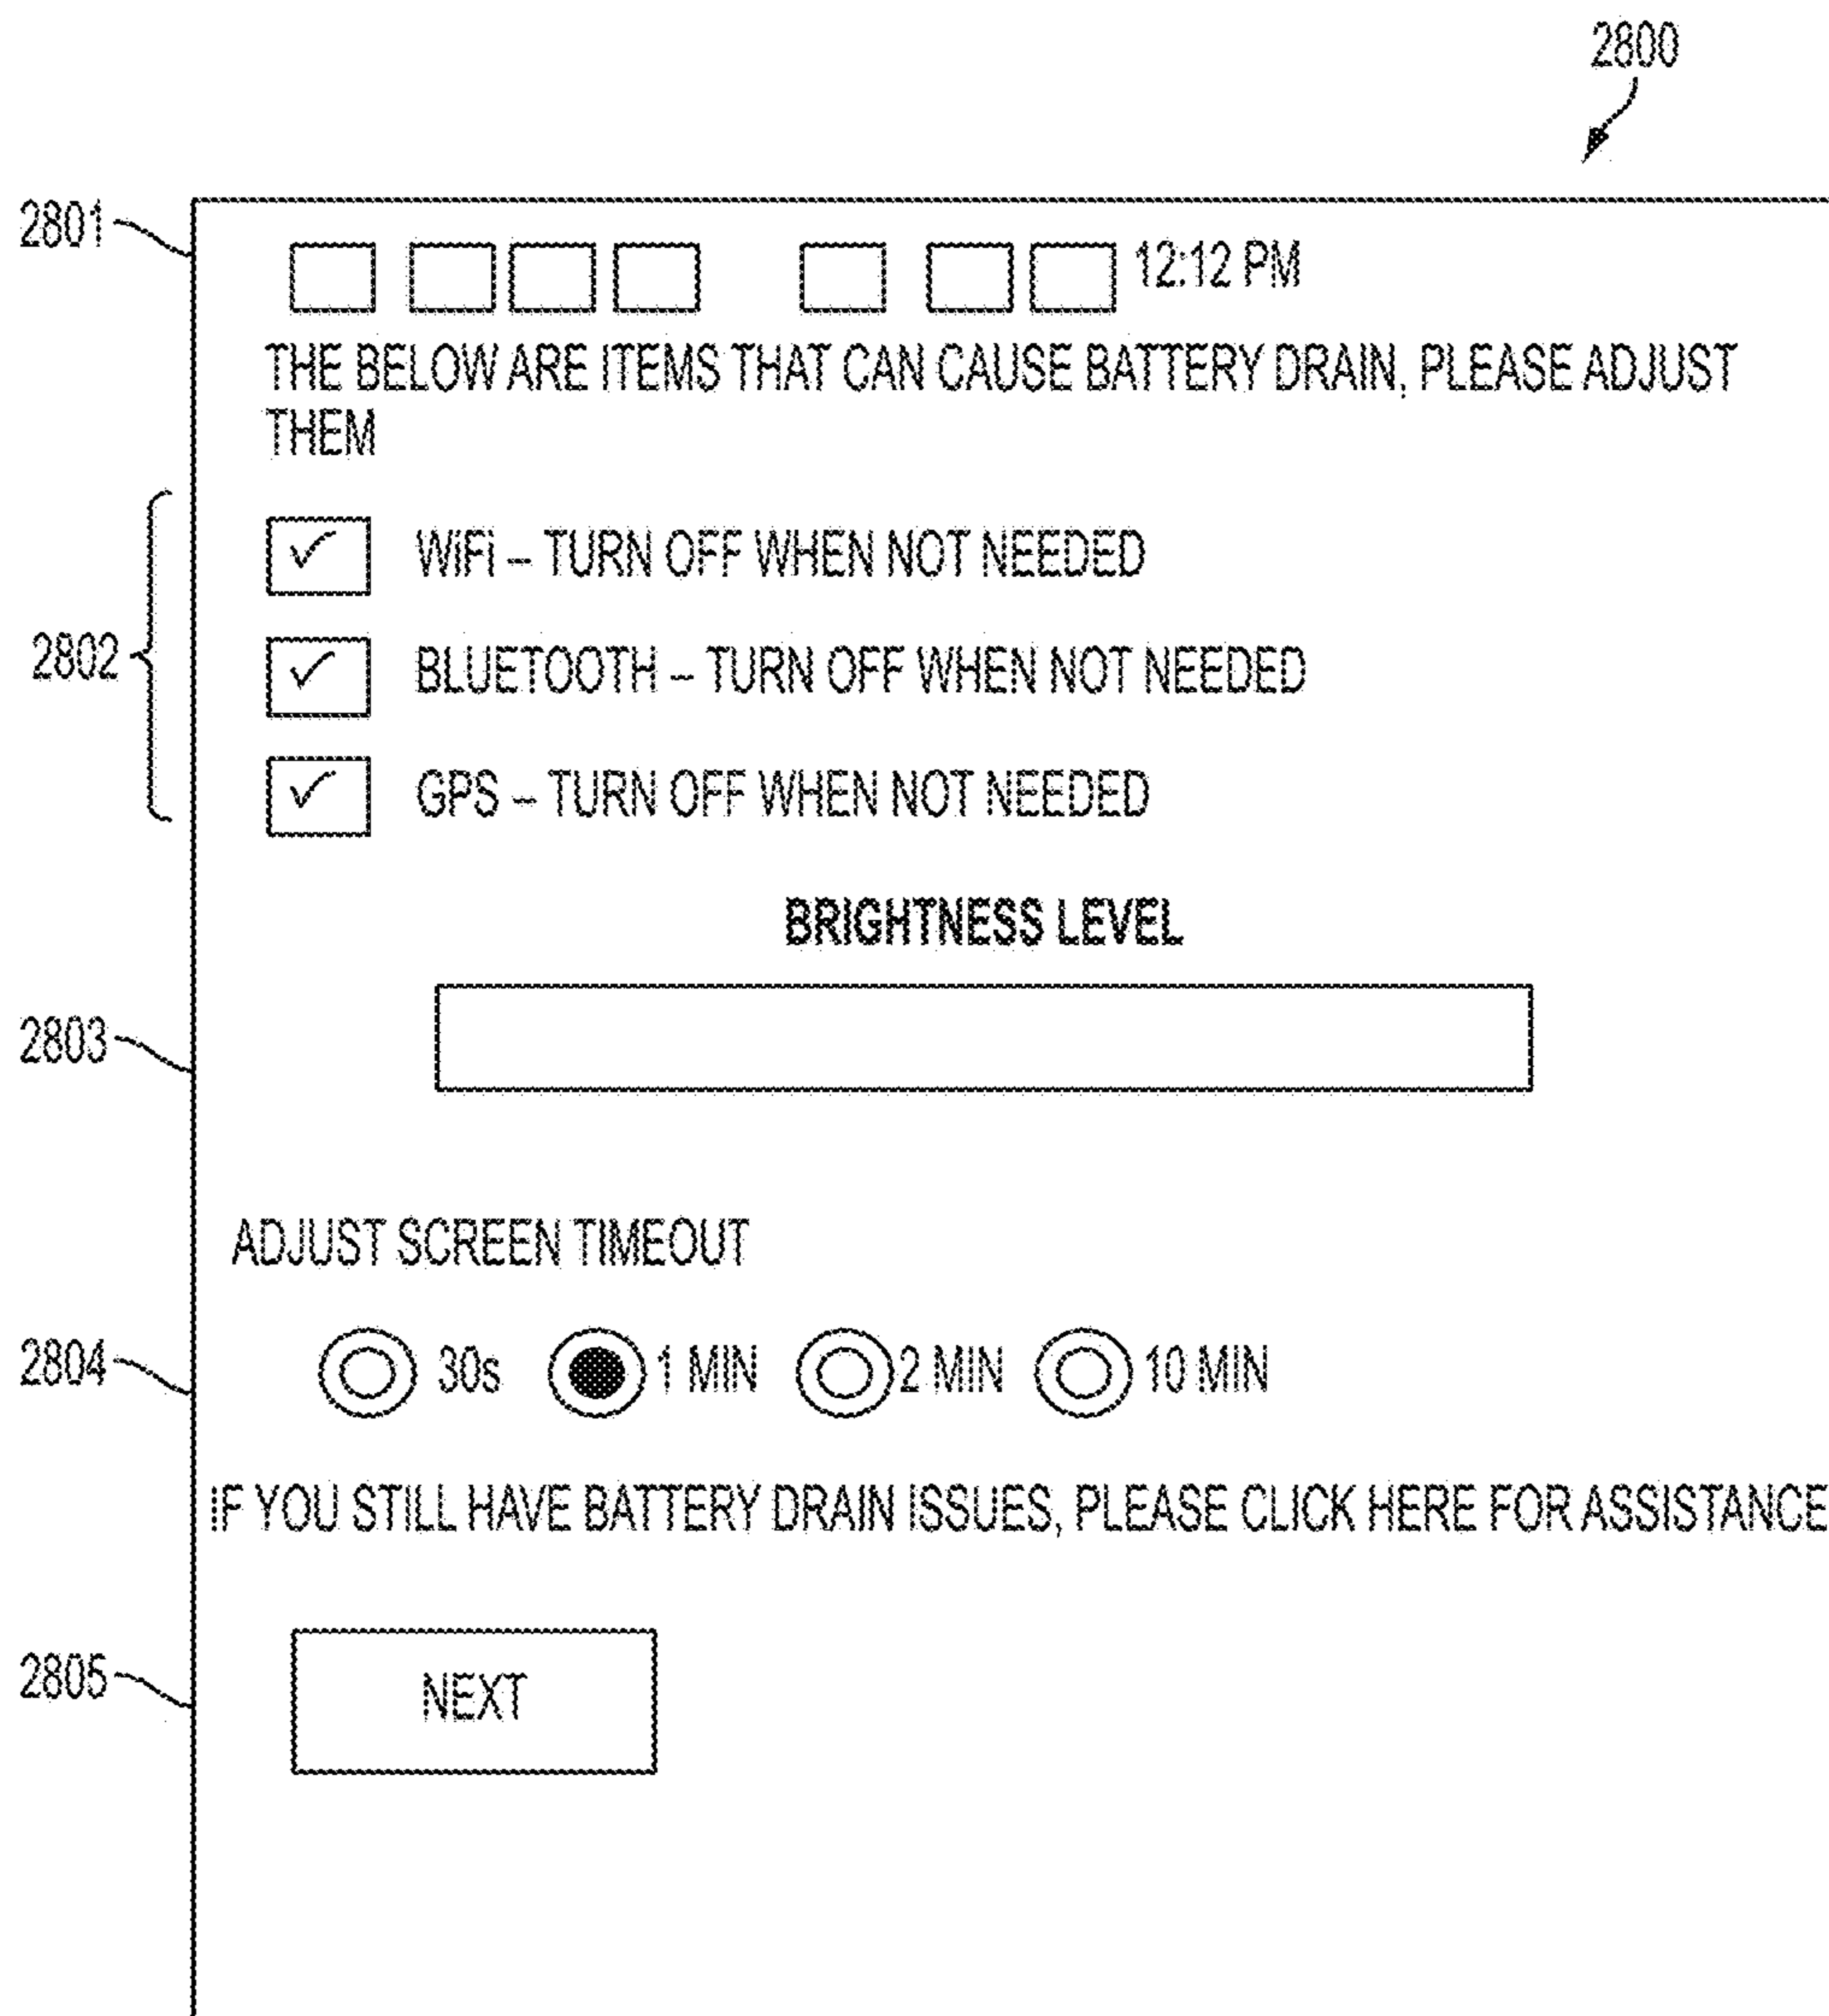 2800
2801
12:12 PM
THE BELOW ARE ITEMS THAT CAN CAUSE BATTERY DRAIN, PLEASE ADJUST
THEM
2802
WiFi – TURN OFF WHEN NOT NEEDED
BLUETOOTH – TURN OFF WHEN NOT NEEDED
GPS – TURN OFF WHEN NOT NEEDED
BRIGHTNESS LEVEL
2803
ADJUST SCREEN TIMEOUT
2804
30s 1 MIN 2 MIN 10 MIN
IF YOU STILL HAVE BATTERY DRAIN ISSUES, PLEASE CLICK HERE FOR ASSISTANCE
2805
NEXT